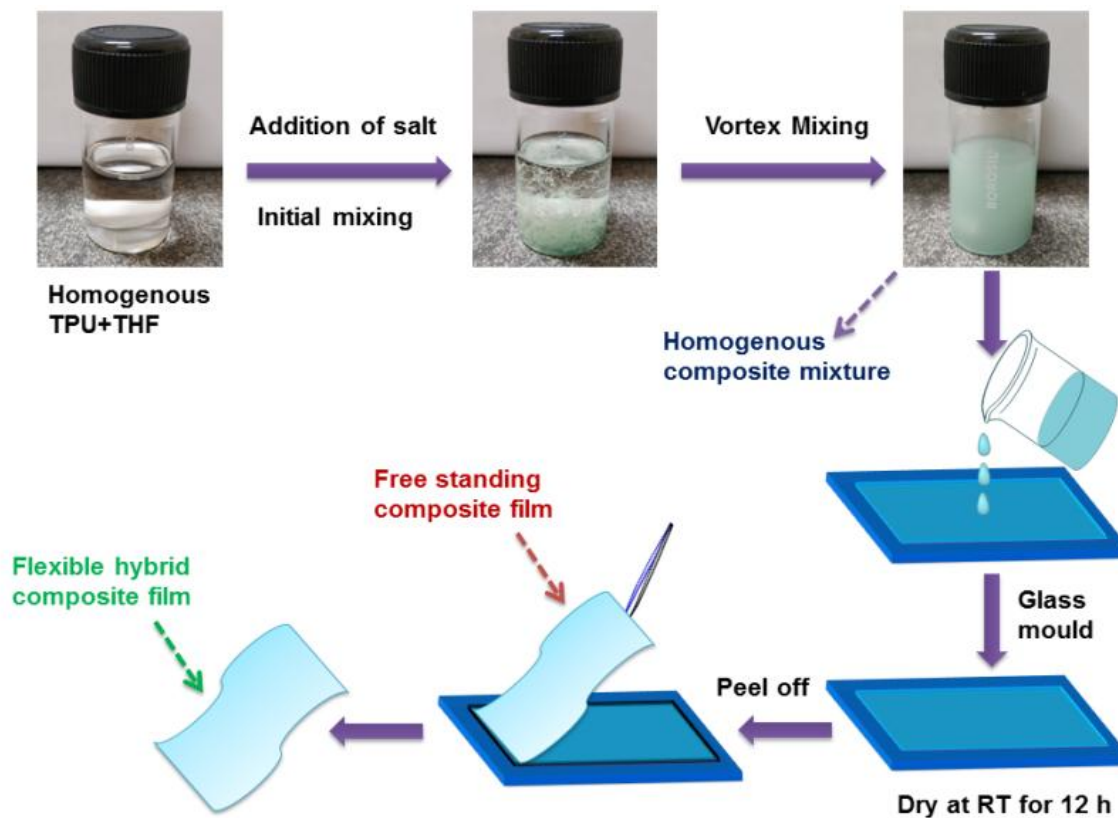 Addition of salt
Initial mixing
Vortex Mixing
BOROSIL
Homogenous
TPU+THF
Homogenous
composite mixture
Free standing
composite film
Flexible hybrid
composite film
Glass
mould
Peel off
Dry at RT for 12 h